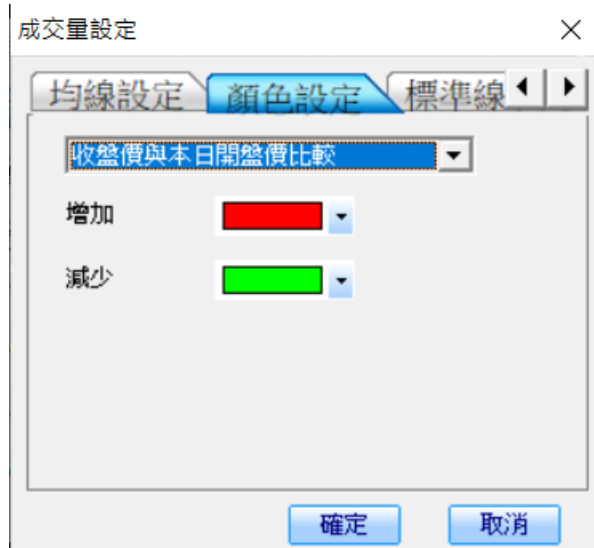 成交量設定
均線設定 顏色設定 標準線
收盤價與本日開盤價比較
增加
減少
確定 取消